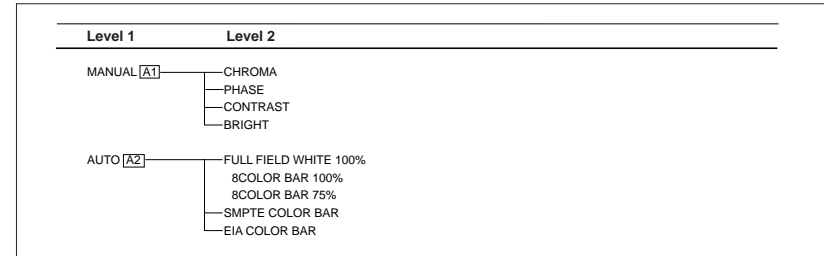 Level 1 Level 2
MANUAL A1 CHROMA
PHASE
CONTRAST
BRIGHT
AUTO A2 FULL FIELD WHITE 100%
8COLOR BAR 100%
8COLOR BAR 75%
SMPTE COLOR BAR
EIA COLOR BAR